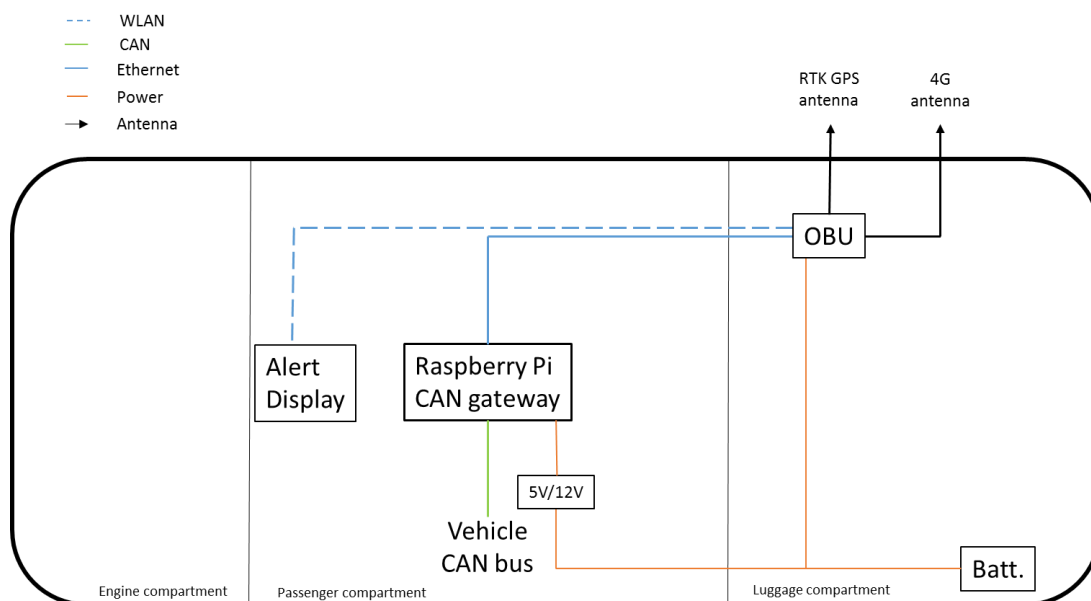 WLAN
CAN
Ethernet
Power
Antenna
RTK GPS
antenna
4G
antenna
OBU
Alert
Display
Raspberry Pi
CAN gateway
5V/12V
Vehicle
CAN bus
Batt.
Engine compartment
Passenger compartment
Luggage compartment